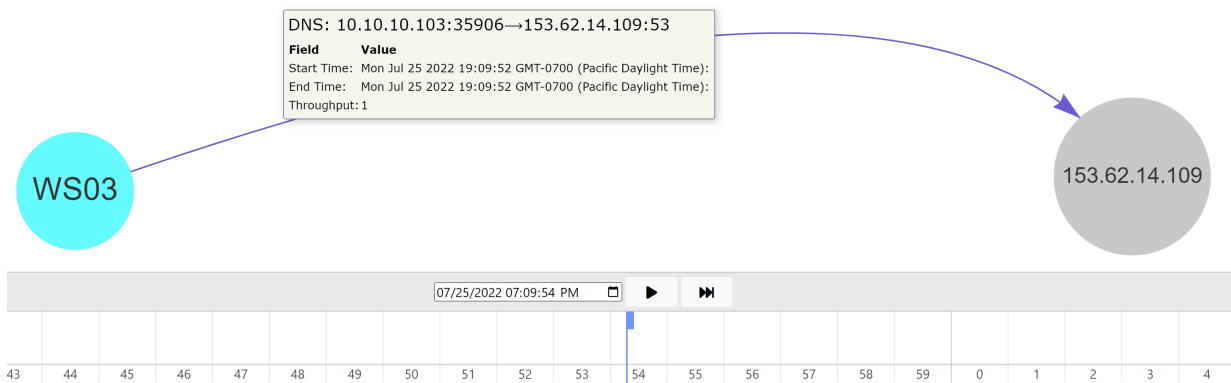 DNS: 10.10.10.103:35906→153.62.14.109:53
Field Value
Start Time: Mon Jul 25 2022 19:09:52 GMT-0700 (Pacific Daylight Time):
End Time: Mon Jul 25 2022 19:09:52 GMT-0700 (Pacific Daylight Time):
Throughput: 1
WS03
153.62.14.109
07/25/2022 07:09:54 PM
43 44 45 46 47 48 49 50 51 52 53 54 55 56 57 58 59 0 1 2 3 4